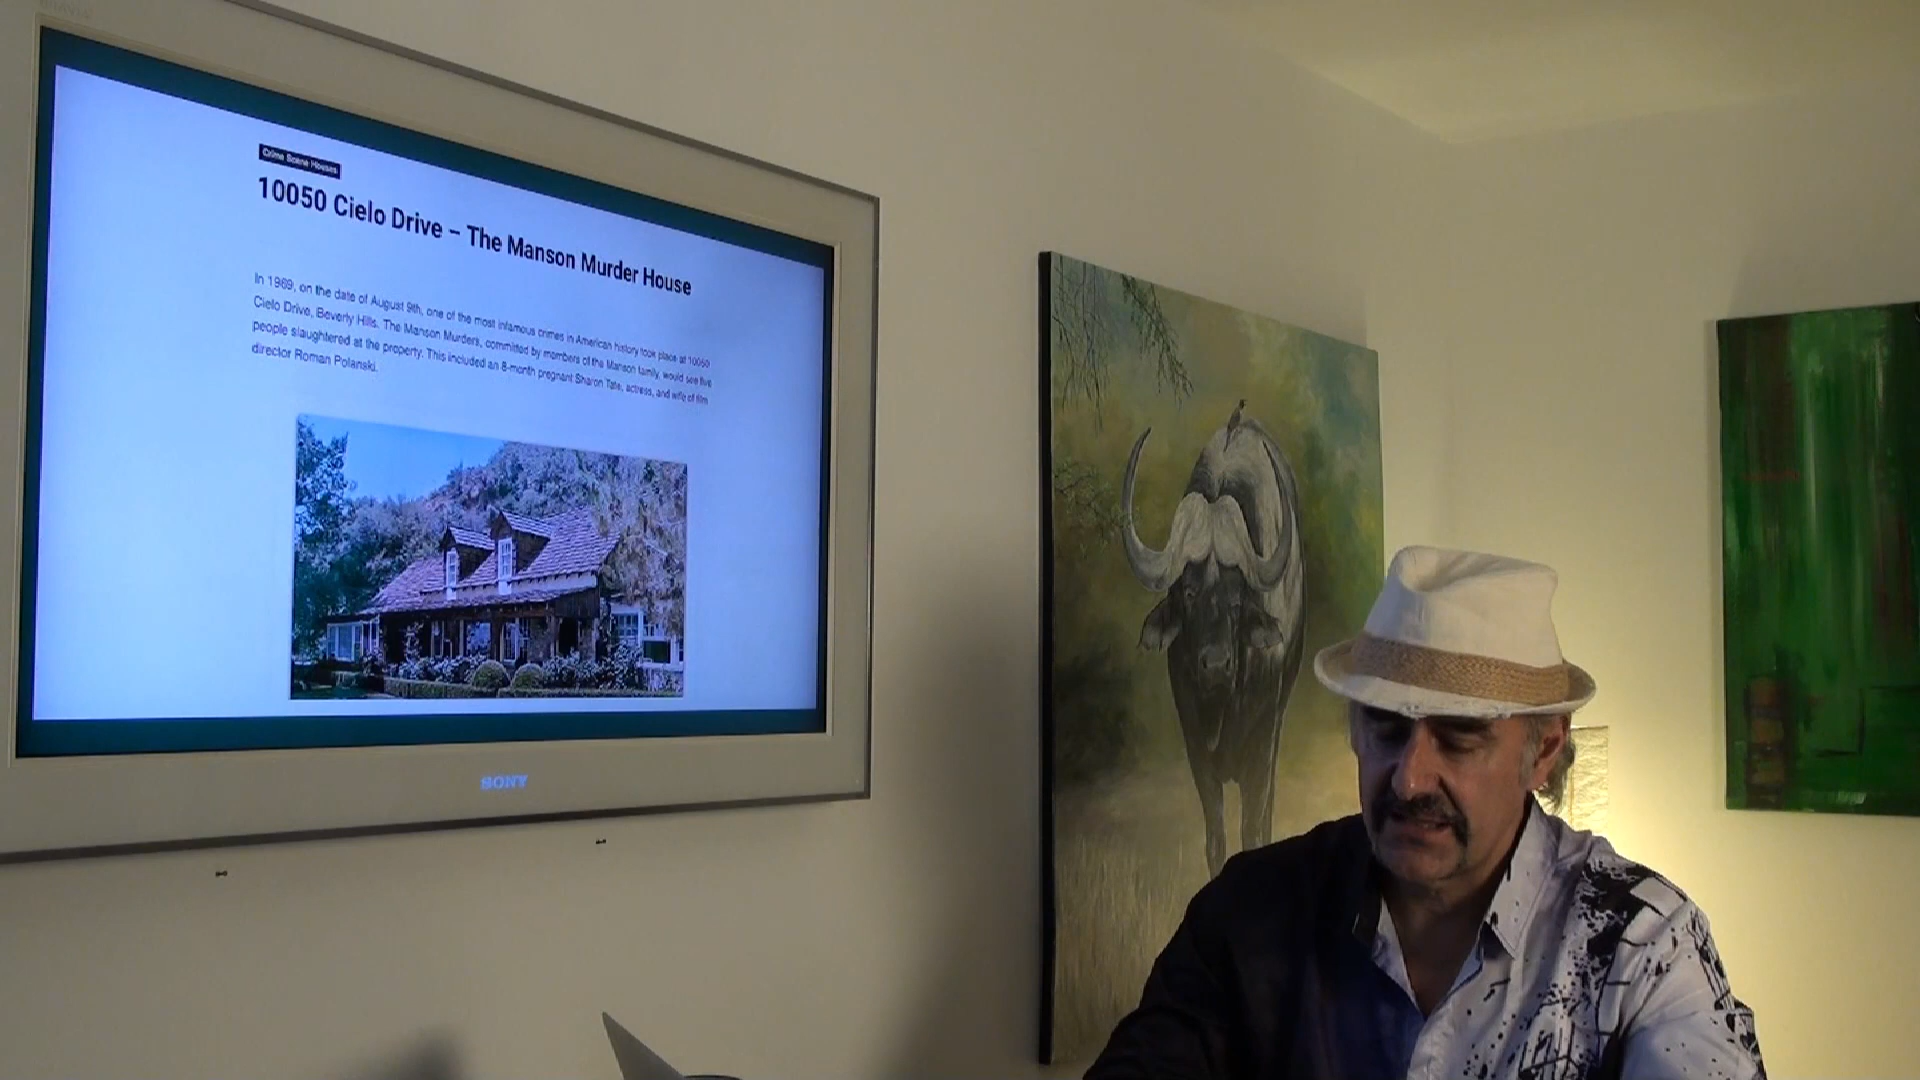 BRAVIA
Crime Scene Houses
10050 Cielo Drive – The Manson Murder House
In 1969, on the date of August 9th, one of the most infamous crimes in American history took place at 10050
Cielo Drive, Beverly Hills. The Manson Murders, committed by members of the Manson family, would see five
people slaughtered at the property. This included an 8-month pregnant Sharon Tate, actress, and wife of film
director Roman Polanski.
SONY